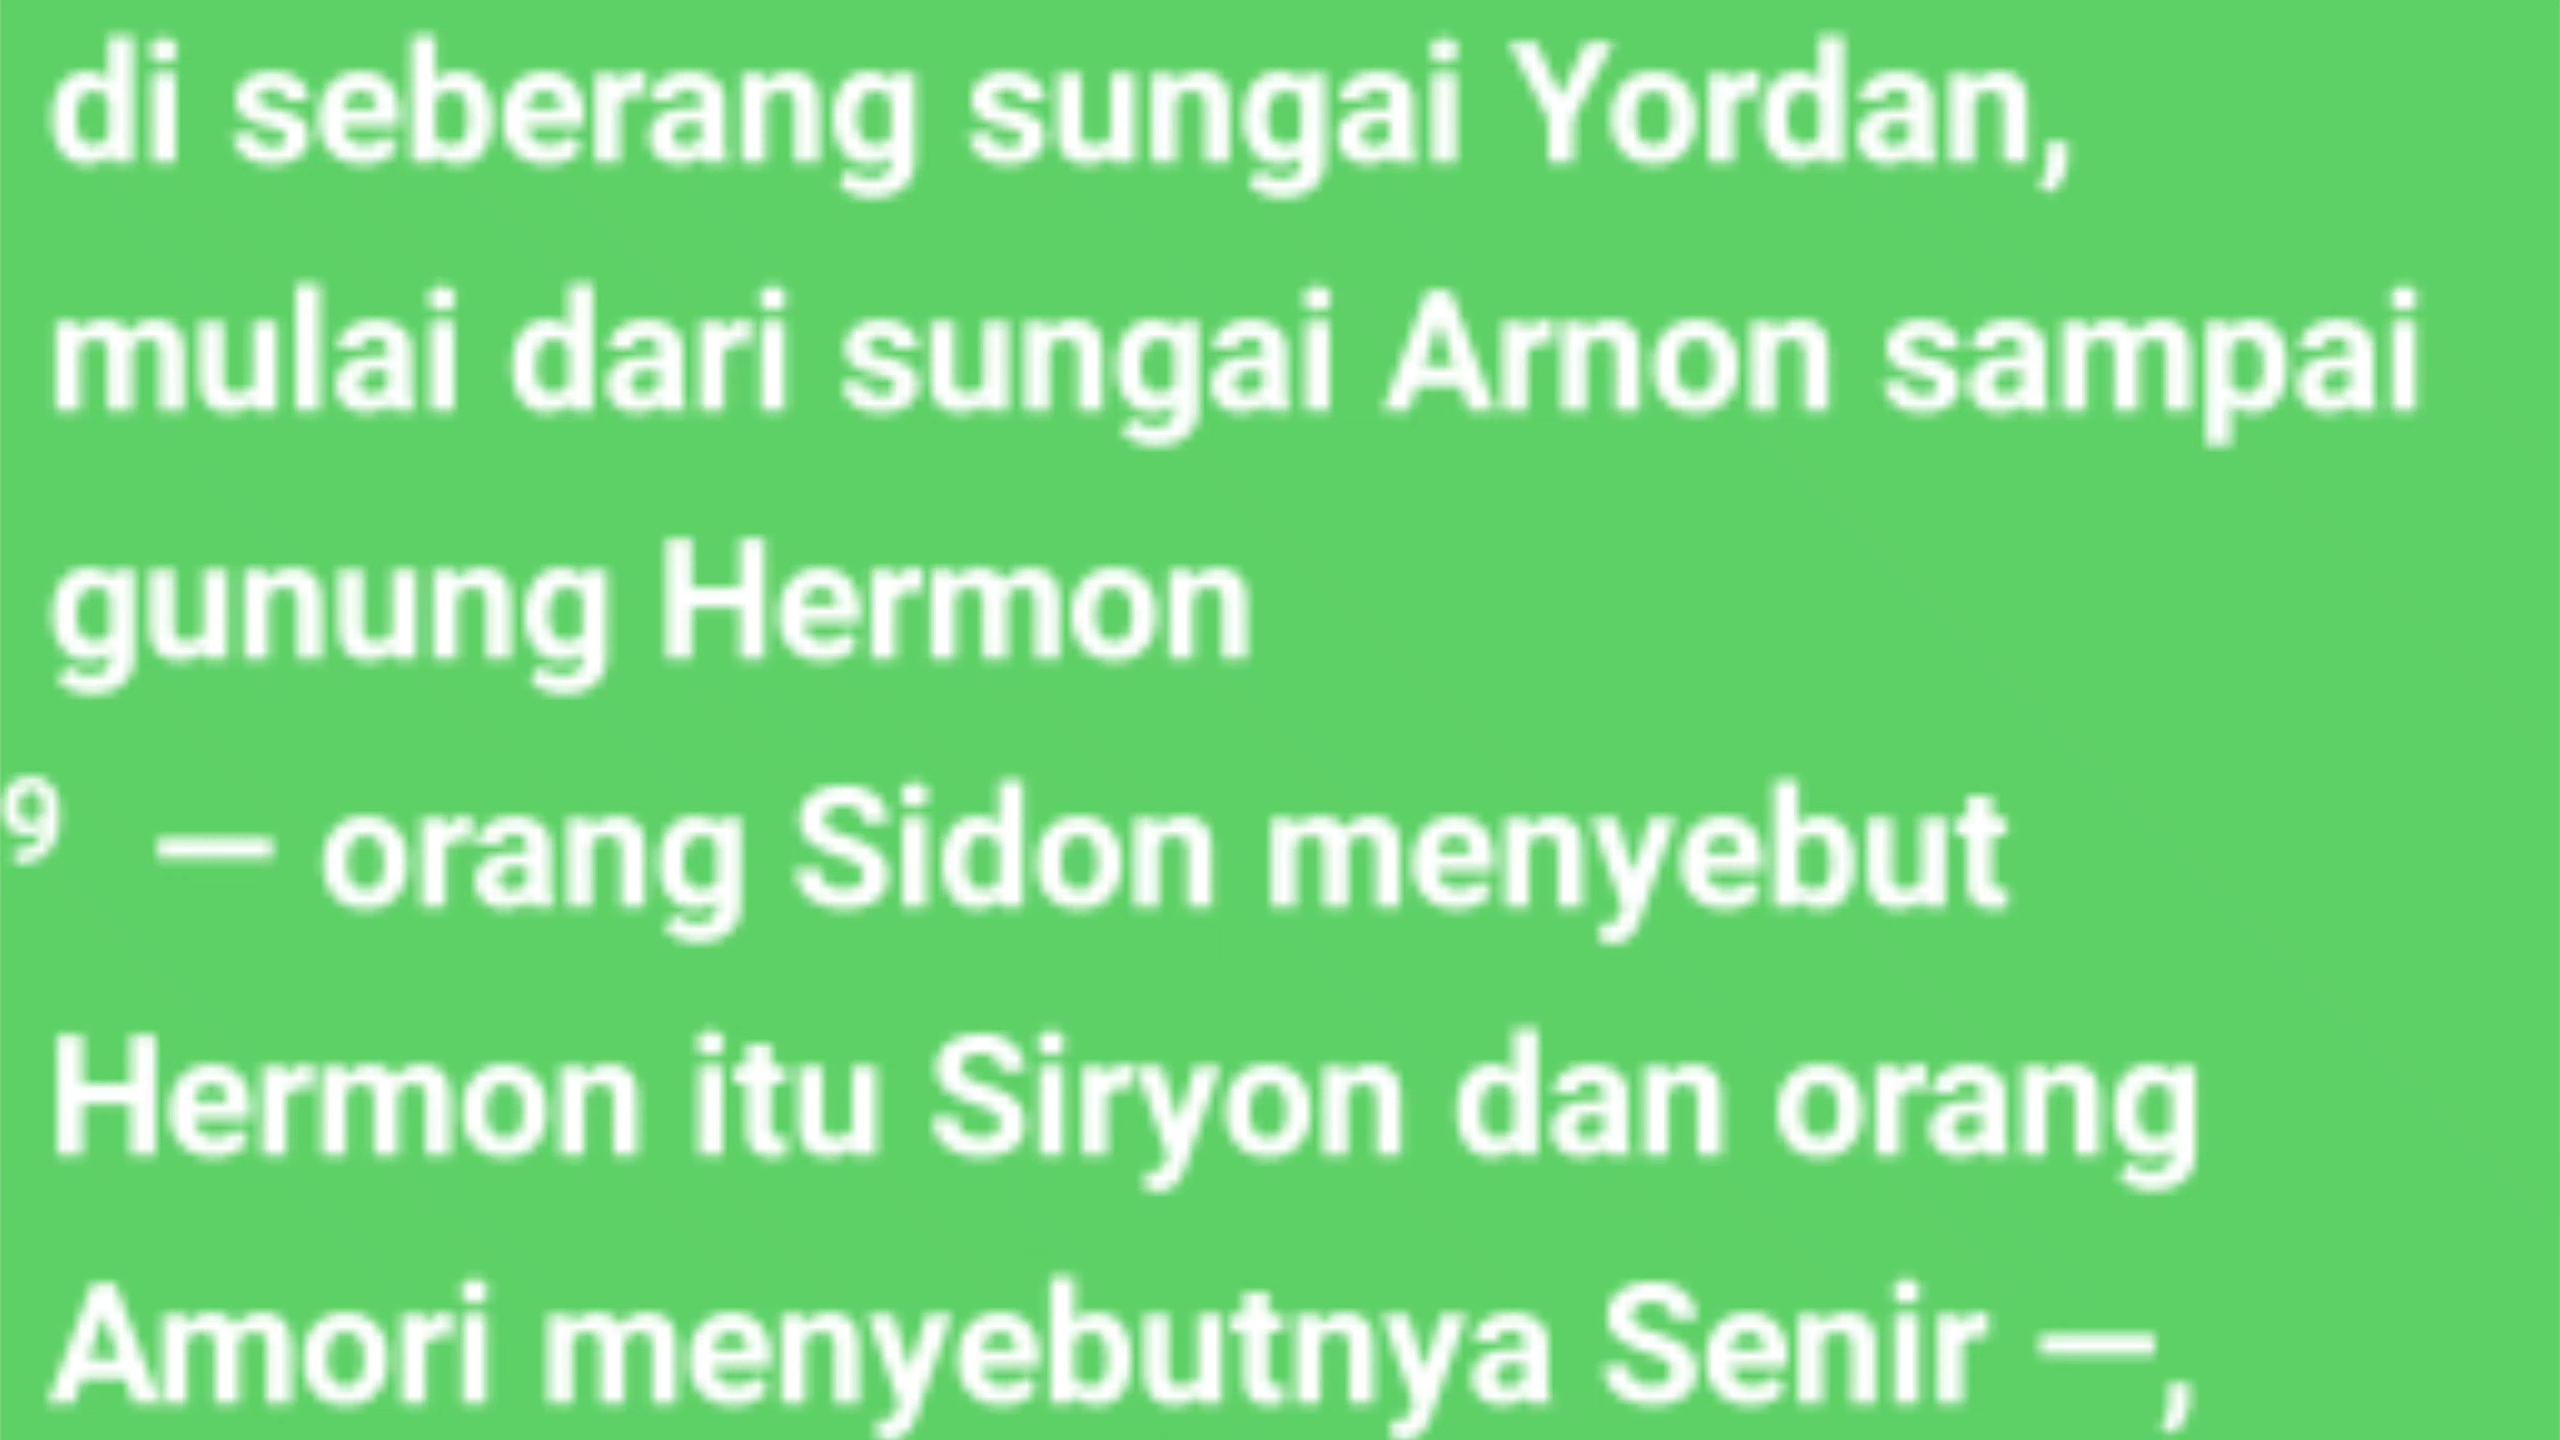 di seberang sungai Yordan,
mulai dari sungai Arnon sampai
gunung Hermon
9 — orang Sidon menyebut
Hermon itu Siryon dan orang
Amori menyebutnya Senir —,